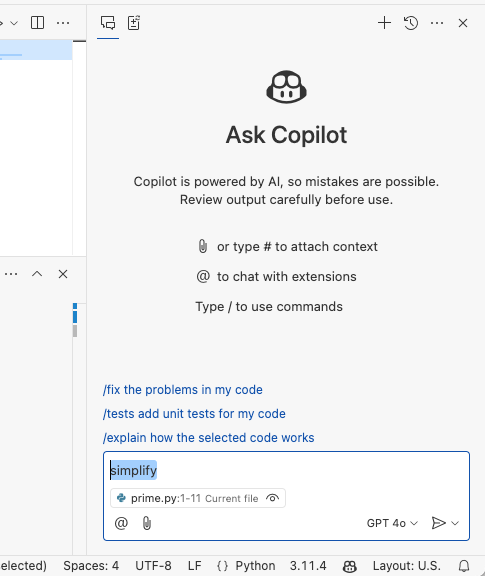 Ask Copilot
Copilot is powered by AI, so mistakes are possible.
Review output carefully before use.
or type # to attach context
@ to chat with extensions
Type / to use commands
/fix the problems in my code
/tests add unit tests for my code
/explain how the selected code works
simplify
prime.py:1-11 Current file
@ GPT 4o
elected) Spaces: 4 UTF-8 LF {} Python 3.11.4 Layout: U.S.